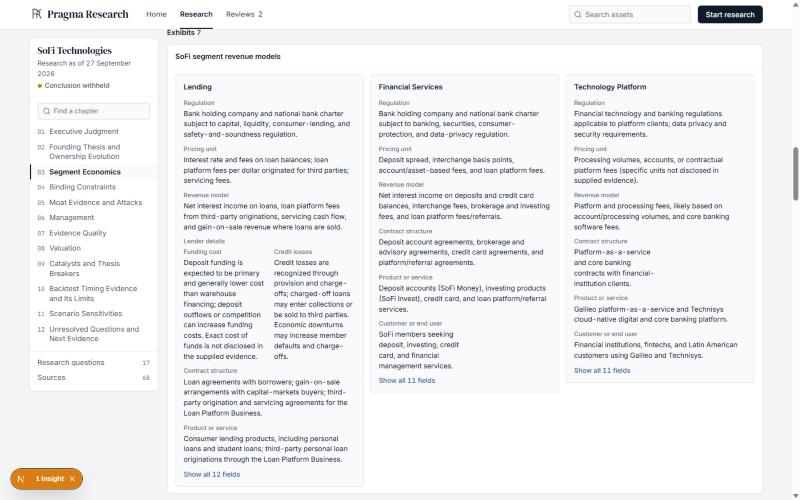 Pragma Research
Home
Research
Reviews 2
Search assets
Start research
SoFi Technologies
Research as of 27 September
2026
Conclusion withheld
Find a chapter
01 Executive Judgment
02 Founding Thesis and
Ownership Evolution
03 Segment Economics
04 Binding Constraints
05 Moat Evidence and Attacks
06 Management
07 Evidence Quality
08 Valuation
09 Catalysts and Thesis
Breakers
10 Backtest Timing Evidence
and Its Limits
11 Scenario Sensitivities
12 Unresolved Questions and
Next Evidence
Research questions 17
Sources 68
Exhibits 7
SoFi segment revenue models
Lending
Regulation
Bank holding company and national bank charter
subject to capital, liquidity, consumer-lending, and
safety-and-soundness regulation.
Pricing unit
Interest rate and fees on loan balances; loan
platform fees per dollar originated for third parties;
servicing fees.
Revenue model
Net interest income on loans, loan platform fees
from third-party originations, servicing cash flow,
and gain-on-sale revenue where loans are sold.
Lender details
Funding cost
Deposit funding is
expected to be primary
and generally lower cost
than warehouse
financing; deposit
outflows or competition
can increase funding
costs. Exact cost of
funds is not disclosed in
the supplied evidence.
Credit losses
Credit losses are
recognized through
provision and charge-
offs; charged-off loans
may enter collections or
be sold to third parties.
Economic downturns
may increase member
defaults and charge-
offs.
Contract structure
Loan agreements with borrowers; gain-on-sale
arrangements with capital-markets buyers; third-
party origination and servicing agreements for the
Loan Platform Business.
Product or service
Consumer lending products, including personal
loans and student loans; third-party personal loan
originations through the Loan Platform Business.
Show all 12 fields
Financial Services
Regulation
Bank holding company and national bank charter
subject to banking, securities, consumer-
protection, and data-privacy regulation.
Pricing unit
Deposit spread, interchange basis points,
account/asset-based fees, and loan platform fees.
Revenue model
Net interest income on deposits and credit card
balances, interchange fees, brokerage and investing
fees, and loan platform fees/referrals.
Contract structure
Deposit account agreements, brokerage and
advisory agreements, credit card agreements, and
platform/referral agreements.
Product or service
Deposit accounts (SoFi Money), investing products
(SoFi Invest), credit card, and loan platform/referral
services.
Customer or end user
SoFi members seeking
deposit, investing, credit
card, and financial
management services.
Show all 11 fields
Technology Platform
Regulation
Financial technology and banking regulations
applicable to platform clients; data privacy and
security requirements.
Pricing unit
Processing volumes, accounts, or contractual
platform fees (specific units not disclosed in
supplied evidence).
Revenue model
Platform and processing fees, likely based on
account/processing volumes, and core banking
software fees.
Contract structure
Platform-as-a-service
and core banking
contracts with financial-
institution clients.
Product or service
Galileo platform-as-a-service and Technisys
cloud-native digital and core banking platform.
Customer or end user
Financial institutions, fintechs, and Latin American
customers using Galileo and Technisys.
Show all 11 fields
N 1 Insight ×